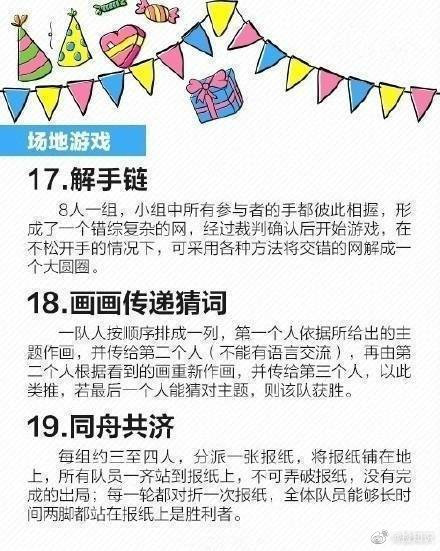 场地游戏
17.解手链
8人一组，小组中所有参与者的手都彼此相握，形
成了一个错综复杂的网，经过裁判确认后开始游戏，在
不松开手的情况下，可采用各种方法将交错的网解成一
个大圆圈。
18.画画传递猜词
一队人按顺序排成一列，第一个人依据所给出的主
题作画，并传给第二个人（不能有语言交流），再由第
二个人根据看到的画重新作画，并传给第三个人，以此
类推，若最后一个人能猜对主题，则该队获胜。
19.同舟共济
每组约三至四人，分派一张报纸，将报纸铺在地
上，所有队员一齐站到报纸上，不可弄破报纸，没有完
成的出局；每一轮都对折一次报纸，全体队员能够长时
间两脚都站在报纸上是胜利者。